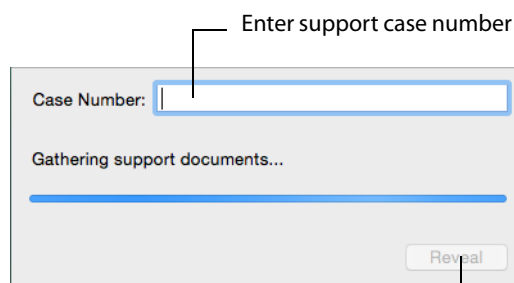 Enter support case number
Case Number:
Gathering support documents...
Reveal